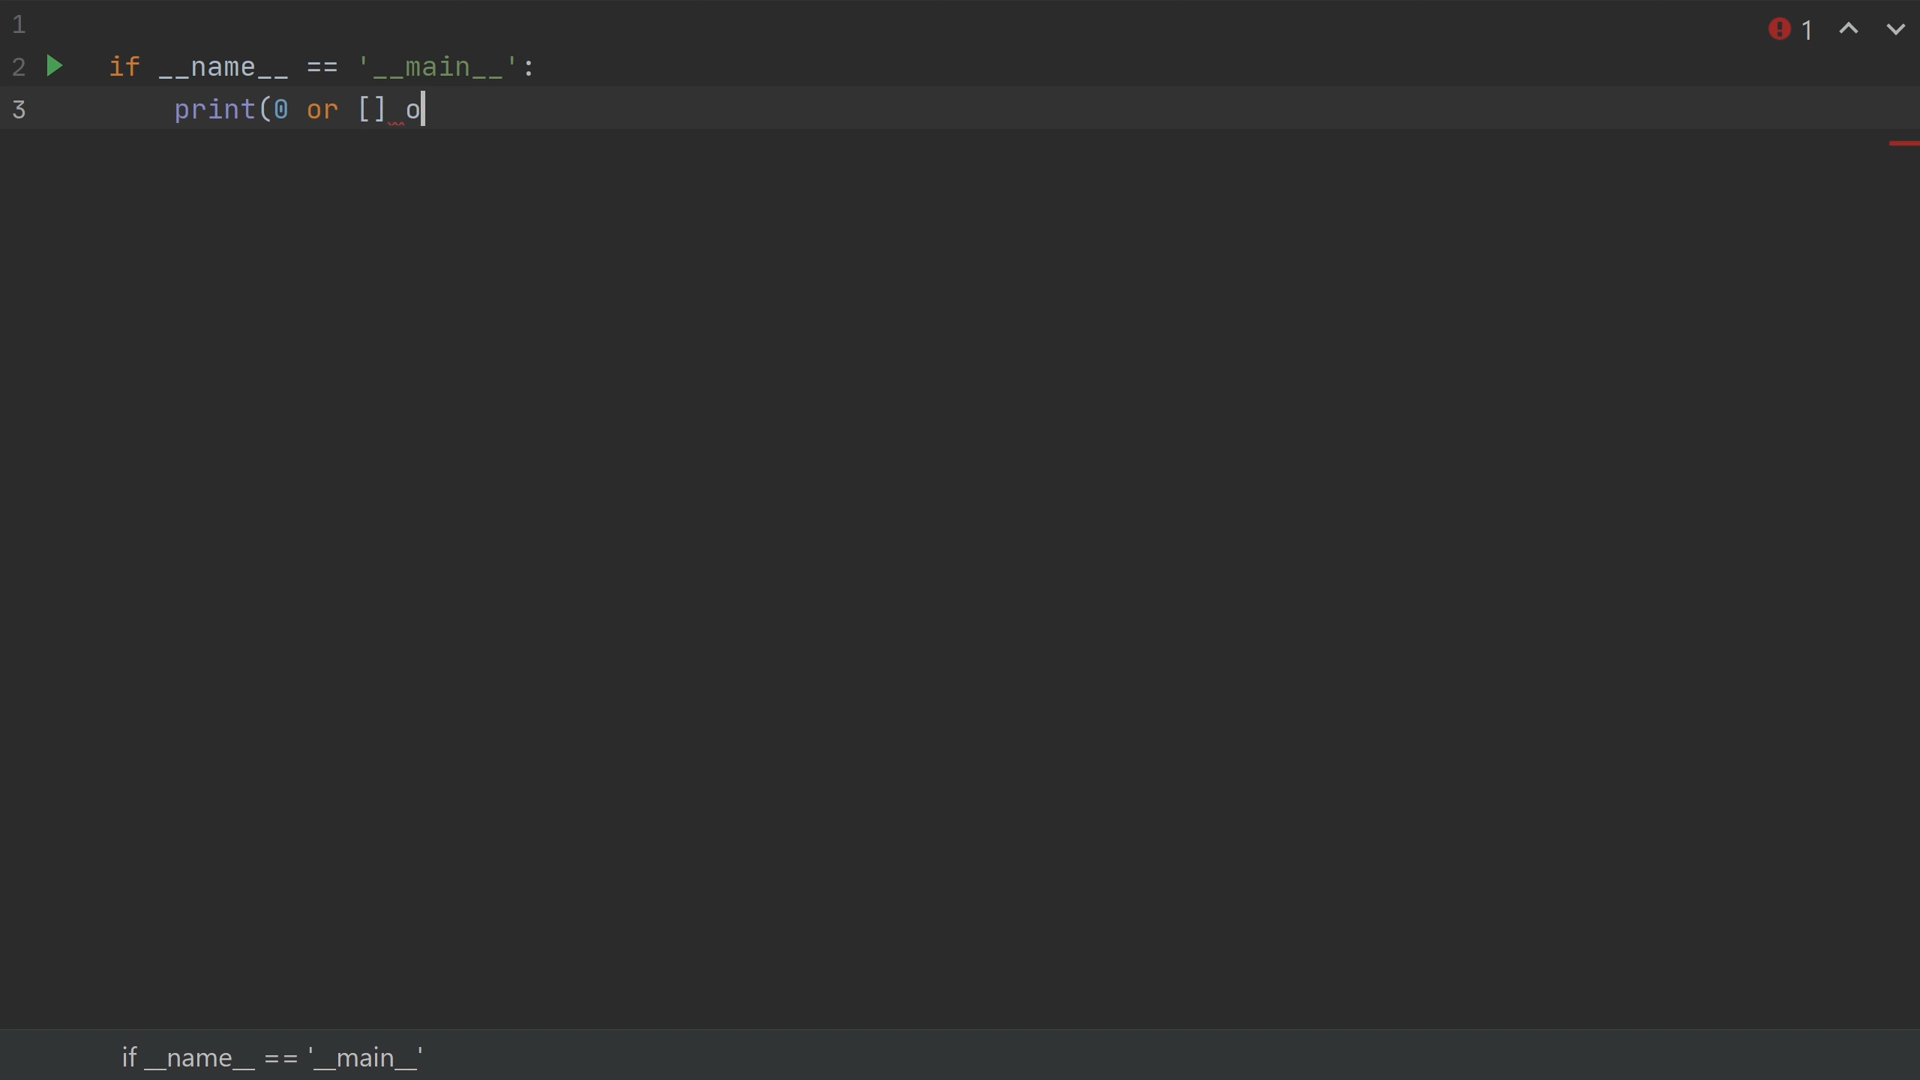 1
1
2 if __name__ == '__main__':
3 print(0 or [] o
if __name__ == '__main__'